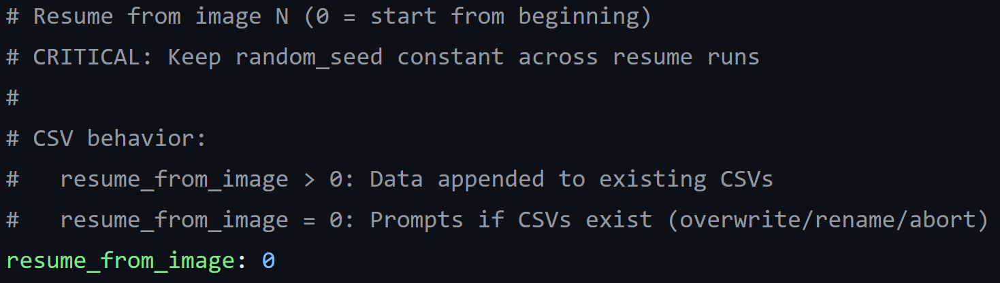 # Resume from image N (0 = start from beginning)
# CRITICAL: Keep random_seed constant across resume runs
#
# CSV behavior:
#   resume_from_image > 0: Data appended to existing CSVs
#   resume_from_image = 0: Prompts if CSVs exist (overwrite/rename/abort)
resume_from_image: 0